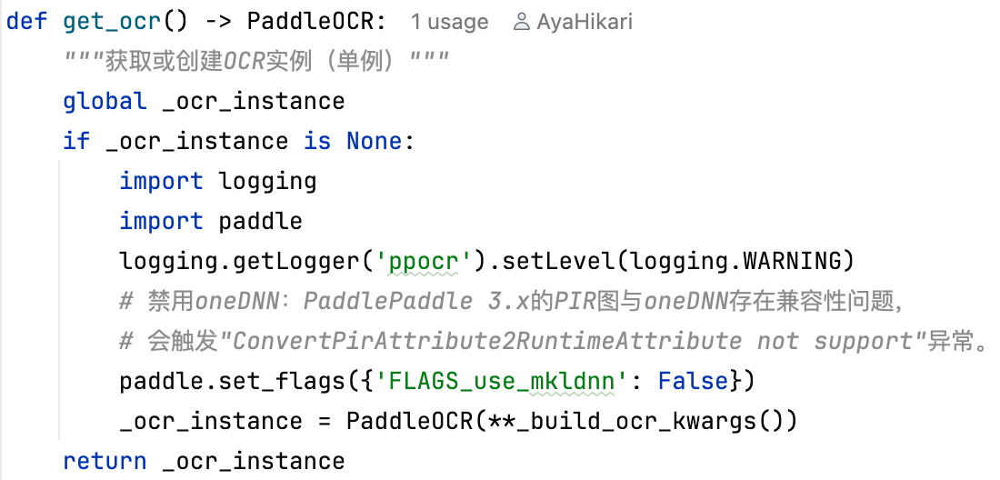 def get_ocr() -> PaddleOCR: 1 usage AyaHikari
    """获取或创建OCR实例（单例）"""
    global _ocr_instance
    if _ocr_instance is None:
        import logging
        import paddle
        logging.getLogger('ppocr').setLevel(logging.WARNING)
        # 禁用oneDNN：PaddlePaddle 3.x的PIR图与oneDNN存在兼容性问题，
        # 会触发"ConvertPirAttribute2RuntimeAttribute not support"异常。
        paddle.set_flags({'FLAGS_use_mkldnn': False})
        _ocr_instance = PaddleOCR(**_build_ocr_kwargs())
    return _ocr_instance